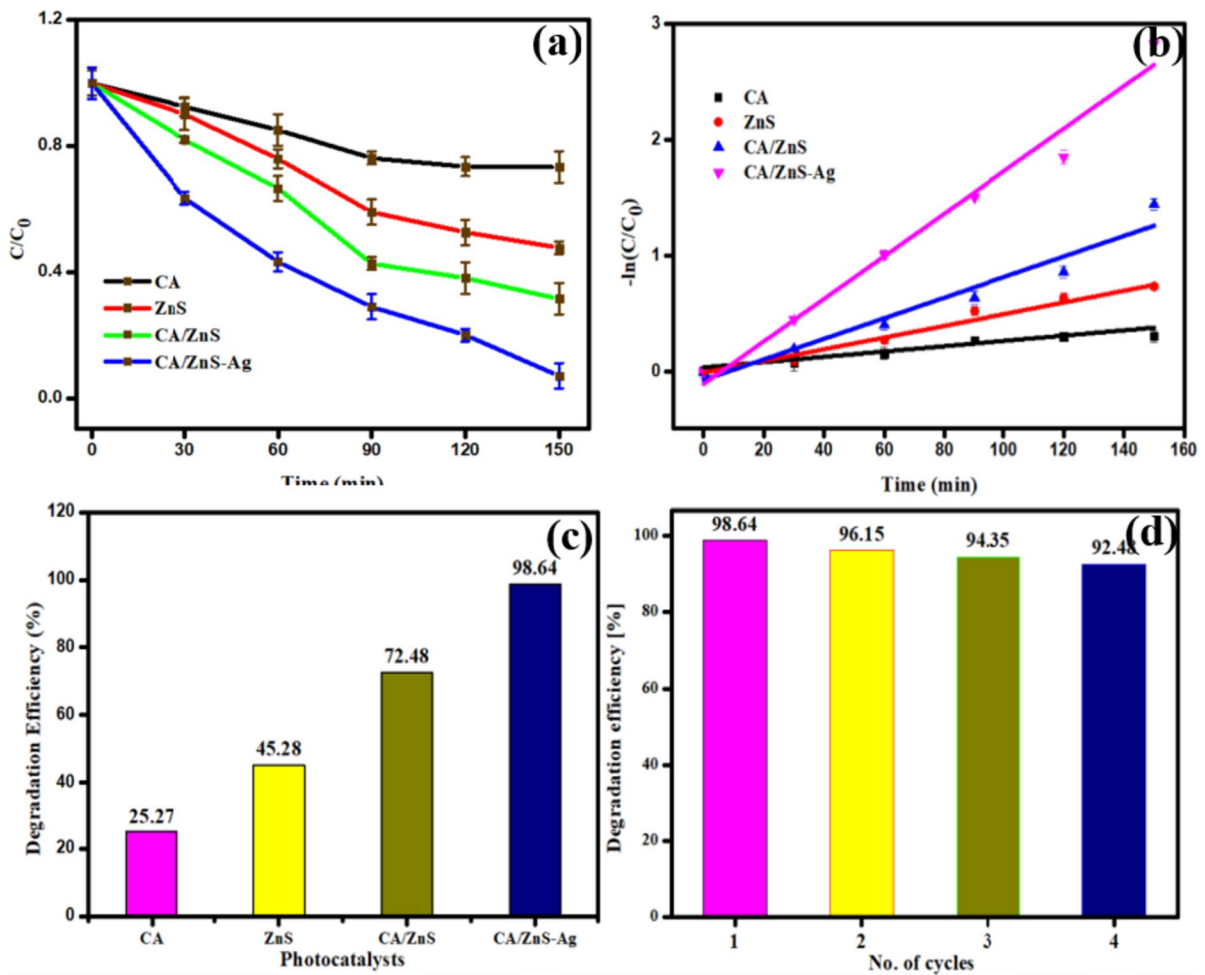 (a)
1.2
0.8
0.4
0.0
C/C0
CA
ZnS
CA/ZnS
CA/ZnS-Ag
0 30 60 90 120 150
Time (min)
(b)
3
2
1
0
-ln(C/C0)
CA
ZnS
CA/ZnS
CA/ZnS-Ag
0 20 40 60 80 100 120 140 160
Time (min)
(c)
120
100
80
60
40
20
0
Degradation Efficiency (%)
25.27
45.28
72.48
98.64
CA ZnS CA/ZnS CA/ZnS-Ag
Photocatalysts
(d)
100
80
60
40
20
0
Degradation efficiency [%]
98.64
96.15
94.35
92.48
1 2 3 4
No. of cycles